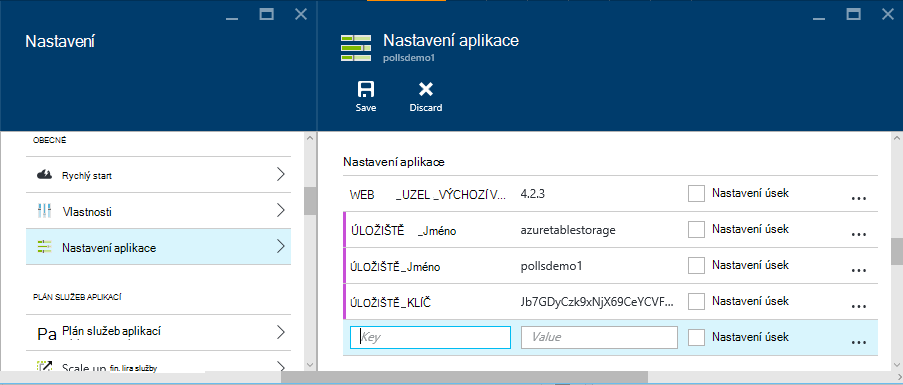 Nastavení
OBECNÉ
Rychlý start
Vlastnosti
Nastavení aplikace
PLÁN SLUŽEB APLIKACÍ
Pa Plán služeb aplikací
Scale up
Nastavení aplikace
pollsdemo1
Save Discard
Nastavení aplikace
WEB _UZEL _VÝCHOZÍ V... 4.2.3 Nastavení úsek ...
ÚLOŽIŠTĚ _Jméno azuretablestorage Nastavení úsek ...
ÚLOŽIŠTĚ_Jméno pollsdemo1 Nastavení úsek ...
ÚLOŽIŠTĚ_KLÍČ Jb7GDyCzk9xNjX69CeYCVF... Nastavení úsek ...
Key Value Nastavení úsek ...